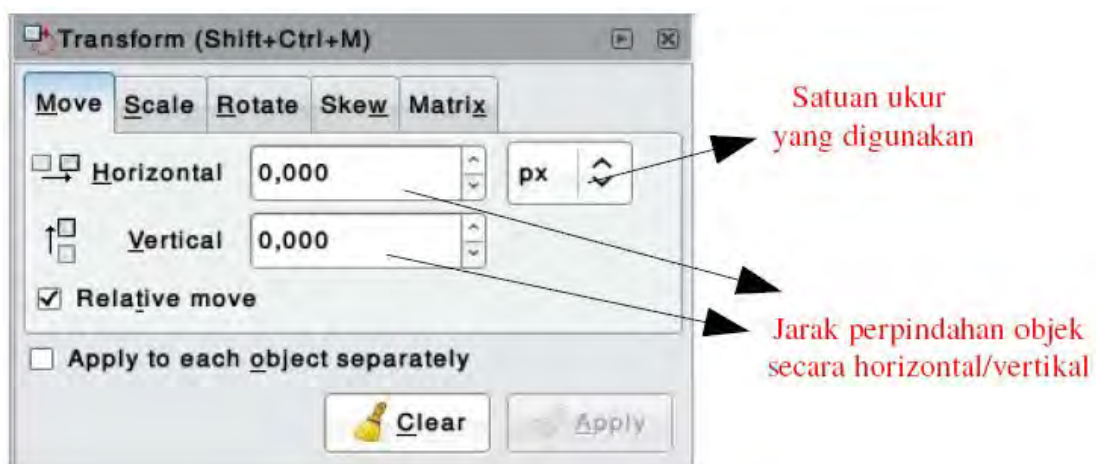 Transform (Shift+Ctrl+M)
Move Scale Rotate Skew Matrix
Satuan ukur
yang digunakan
Horizontal 0,000 px
Vertical 0,000
Relative move
Jarak perpindahan objek
secara horizontal/vertikal
Apply to each object separately
Clear Apply